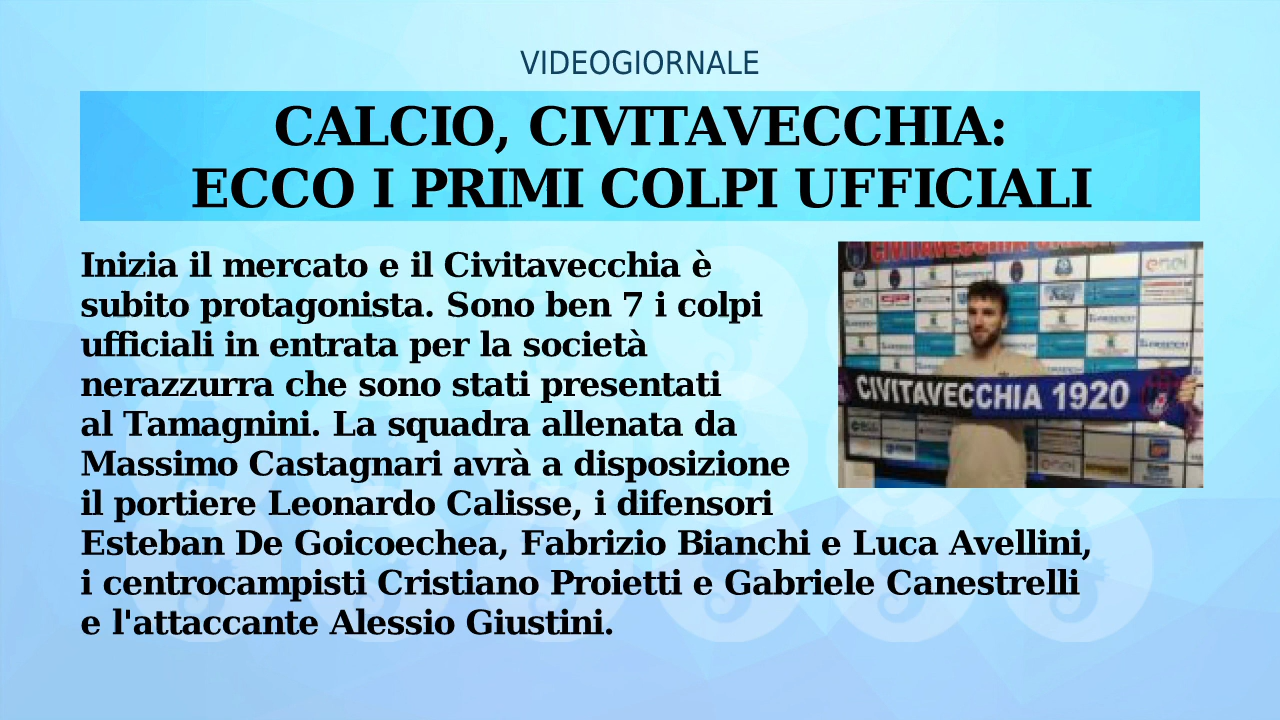 VIDEOGIORNALE
CALCIO, CIVITAVECCHIA:
ECCO I PRIMI COLPI UFFICIALI
Inizia il mercato e il Civitavecchia è
subito protagonista. Sono ben 7 i colpi
ufficiali in entrata per la società
nerazzurra che sono stati presentati
al Tamagnini. La squadra allenata da
Massimo Castagnari avrà a disposizione
il portiere Leonardo Calisse, i difensori
Esteban De Goicoechea, Fabrizio Bianchi e Luca Avellini,
i centrocampisti Cristiano Proietti e Gabriele Canestrelli
e l'attaccante Alessio Giustini.
CIVITAVECCHIA
enel
CIVITAVECCHIA 1920
enel